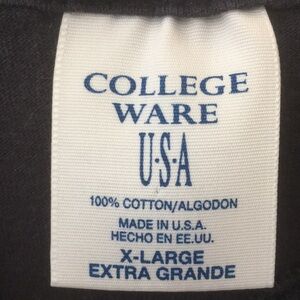 COLLEGE
WARE
U·S·A
100% COTTON/ALGODON
MADE IN U.S.A.
HECHO EN EE.UU.
X-LARGE
EXTRA GRANDE